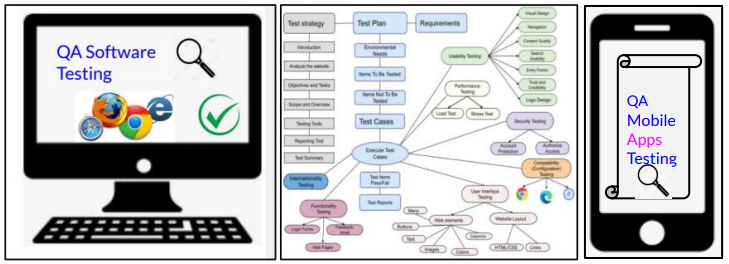 QA Software
Testing
Test strategy
Introduction
Analyze the website
Objectives and Tasks
Scope and Overview
Testing Tools
Reporting Tool
Test Summary
Test Plan
Requirements
Environmental
Needs
Items To Be Tested
Items Not To Be
Tested
Test Cases
Execute Test
Cases
Test Items
Pass/Fail
Test Reports
Usability Testing
Visual Design
Navigation
Content Quality
Search
Usability
Entry Forms
Trust and
Credibility
Logo Design
Performance
Testing
Load Test
Stress Test
Security Testing
Account
Protection
Authorize
Access
Compatibility
(Configuration)
Testing
Internationality
Testing
Functionality
Testing
Login Forms
Feedback,
email
Web Pages
User Interface
Testing
Web elements
Menu
Buttons
Text
Images
Colors
Columns
Website Layout
HTML/CSS
Links
QA
Mobile
Apps
Testing